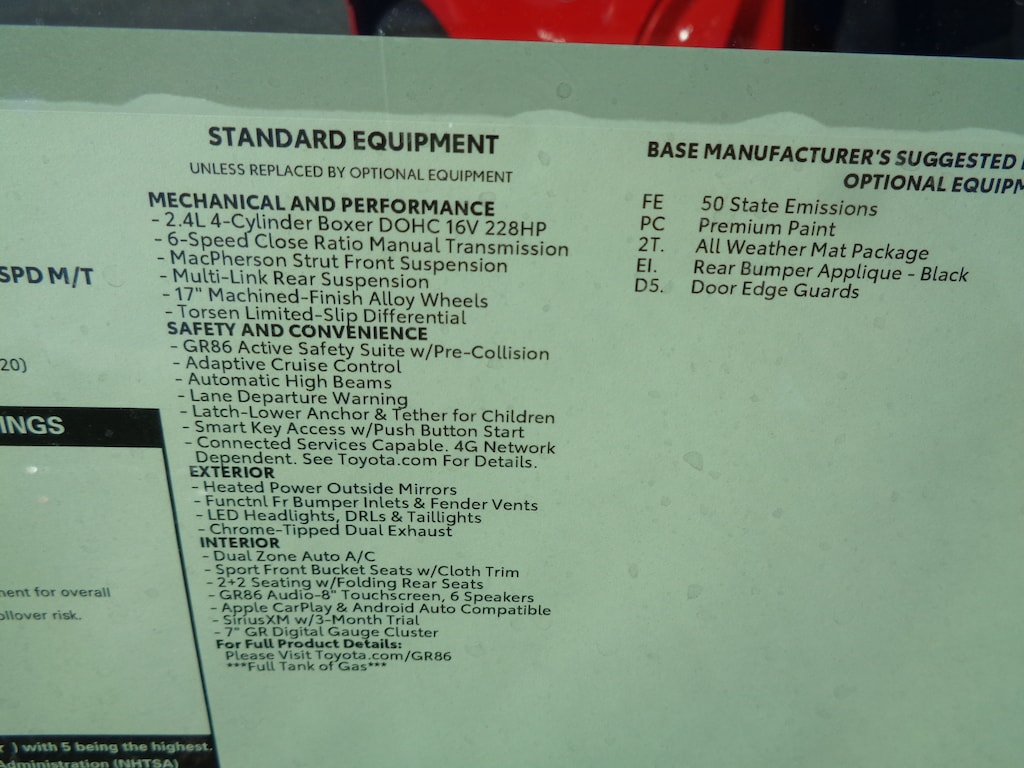 STANDARD EQUIPMENT
UNLESS REPLACED BY OPTIONAL EQUIPMENT
MECHANICAL AND PERFORMANCE
- 2.4L 4-Cylinder Boxer DOHC 16V 228HP
- 6-Speed Close Ratio Manual Transmission
- MacPherson Strut Front Suspension
- Multi-Link Rear Suspension
- 17" Machined-Finish Alloy Wheels
- Torsen Limited-Slip Differential
SAFETY AND CONVENIENCE
- GR86 Active Safety Suite w/Pre-Collision
- Adaptive Cruise Control
- Automatic High Beams
- Lane Departure Warning
- Latch-Lower Anchor & Tether for Children
- Smart Key Access w/Push Button Start
- Connected Services Capable. 4G Network
Dependent. See Toyota.com For Details.
EXTERIOR
- Heated Power Outside Mirrors
- Functnl Fr Bumper Inlets & Fender Vents
- LED Headlights, DRLs & Taillights
- Chrome-Tipped Dual Exhaust
INTERIOR
- Dual Zone Auto A/C
- Sport Front Bucket Seats w/Cloth Trim
- 2+2 Seating w/Folding Rear Seats
- GR86 Audio-8" Touchscreen, 6 Speakers
- Apple CarPlay & Android Auto Compatible
- SiriusXM w/3-Month Trial
- 7" GR Digital Gauge Cluster
For Full Product Details:
Please Visit Toyota.com/GR86
***Full Tank of Gas***
BASE MANUFACTURER'S SUGGESTED
OPTIONAL EQUIPM
FE 50 State Emissions
PC Premium Paint
2T. All Weather Mat Package
EI. Rear Bumper Applique - Black
D5. Door Edge Guards
SPD M/T
20)
INGS
ment for overall
ollover risk.
) with 5 being the highest.
Administration (NHTSA)